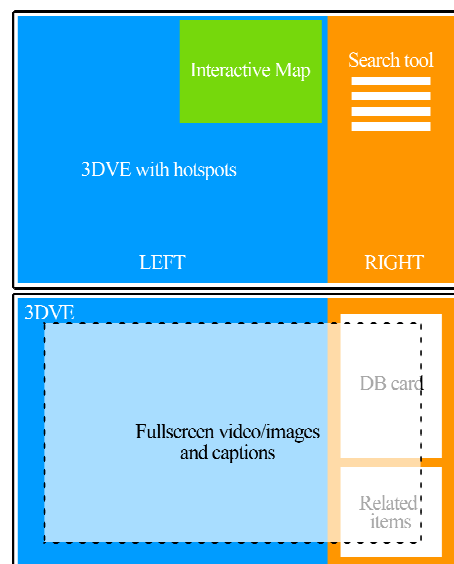 Interactive Map
Search tool
3DVE with hotspots
LEFT
RIGHT
3DVE
DB card
Fullscreen video/images
and captions
Related
items